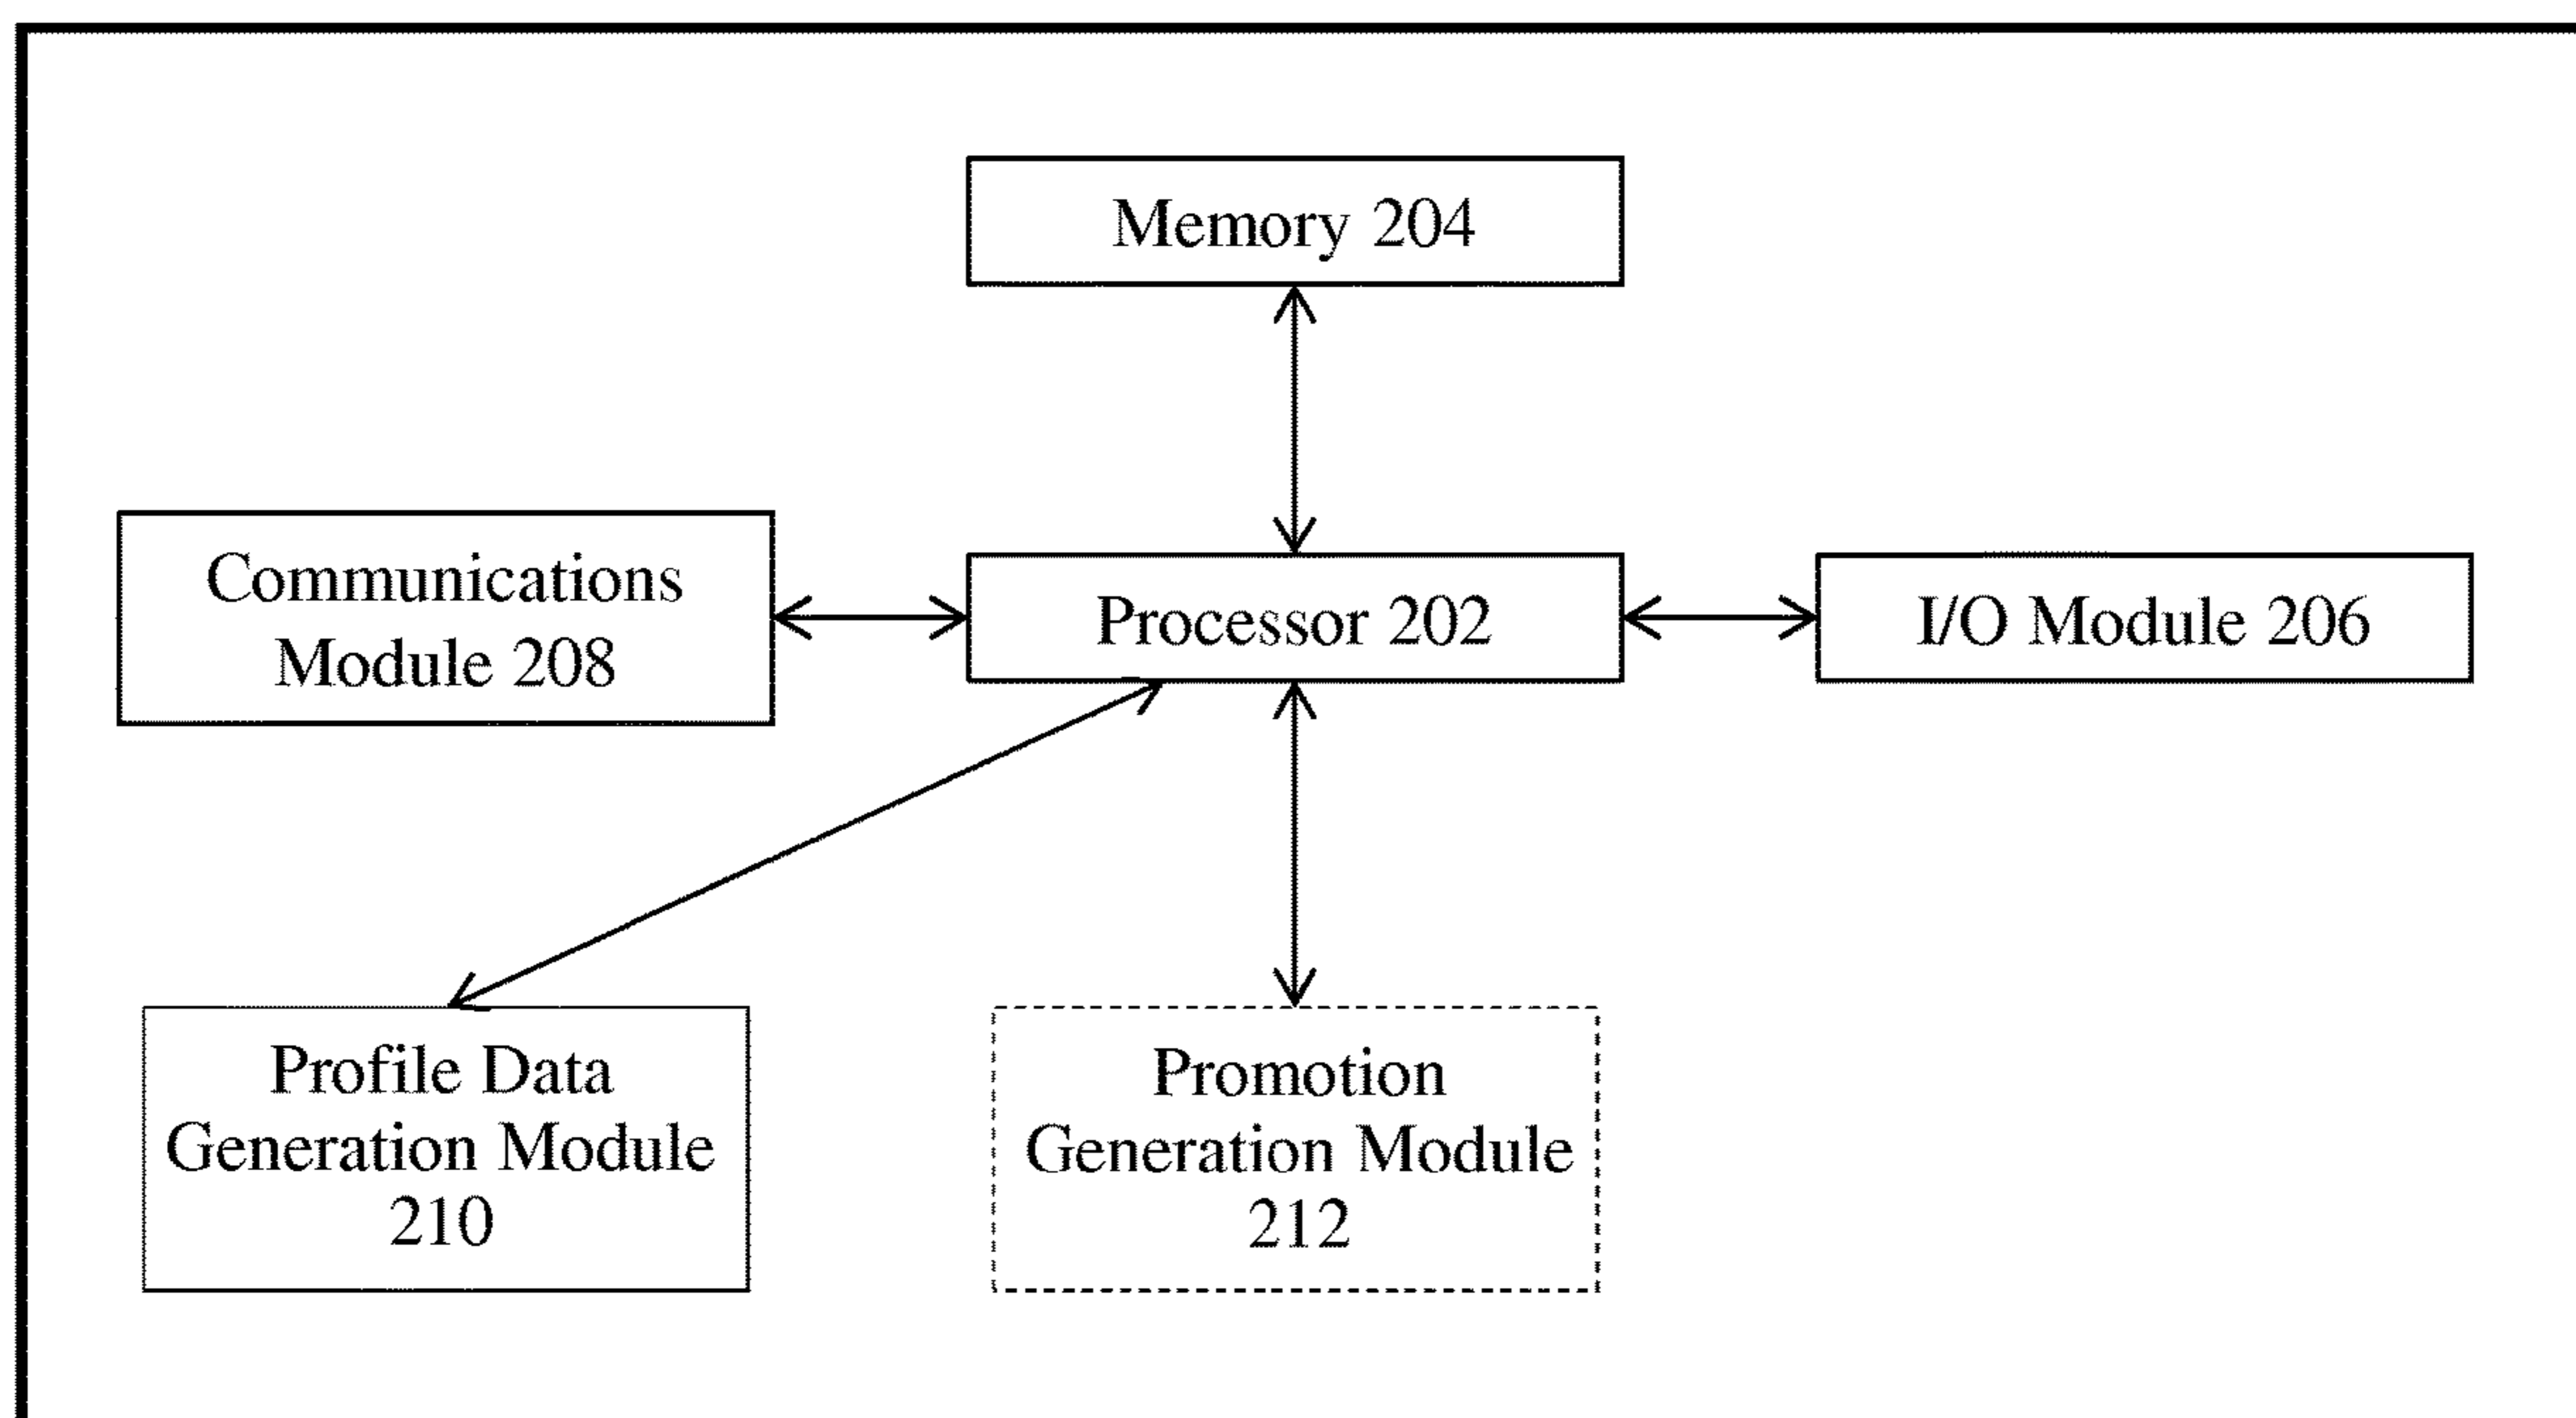 Memory 204
Communications
Module 208
Processor 202
I/O Module 206
Profile Data
Generation Module
210
Promotion
Generation Module
212